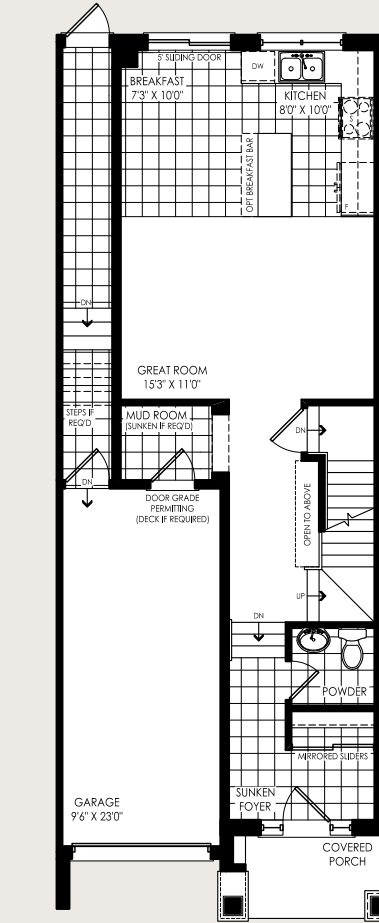 5' SLIDING DOOR
DW
BREAKFAST
7'3" X 10'0"
KITCHEN
8'0" X 10'0"
S
OPT BREAKFAST BAR
F
DN
GREAT ROOM
15'3" X 11'0"
STEPS IF
REQ'D
MUD ROOM
(SUNKEN IF REQ'D)
DN
DN
DOOR GRADE
PERMITTING
(DECK IF REQUIRED)
OPEN TO ABOVE
UP
DN
POWDER
MIRRORED SLIDERS
SUNKEN
FOYER
GARAGE
9'6" X 23'0"
COVERED
PORCH